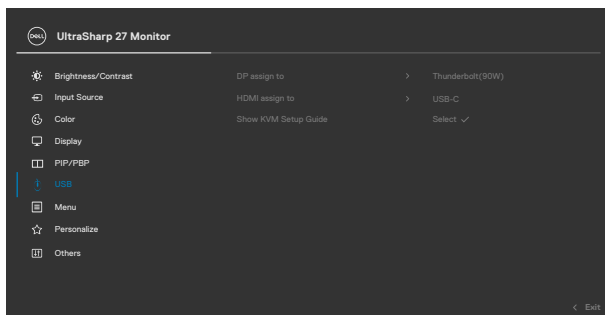 DELL UltraSharp 27 Monitor
Brightness/Contrast DP assign to > Thunderbolt(90W)
Input Source HDMI assign to > USB-C
Color Show KVM Setup Guide Select ✓
Display
PIP/PBP
USB
Menu
Personalize
Others
< Exit